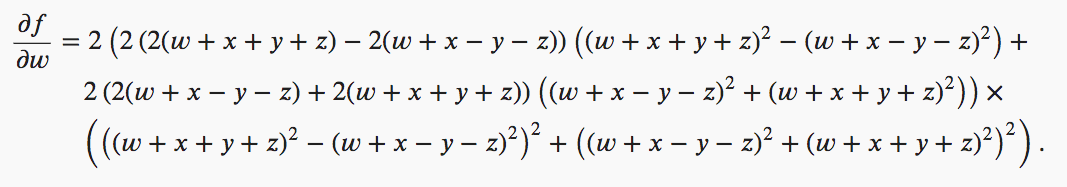 ∂f/∂w = 2 (2 (2(w + x + y + z) − 2(w + x − y − z)) ((w + x + y + z)² − (w + x − y − z)²) +
2 (2(w + x − y − z) + 2(w + x + y + z)) ((w + x − y − z)² + (w + x + y + z)²)) ×
(((w + x + y + z)² − (w + x − y − z)²)² + ((w + x − y − z)² + (w + x + y + z)²)²) .